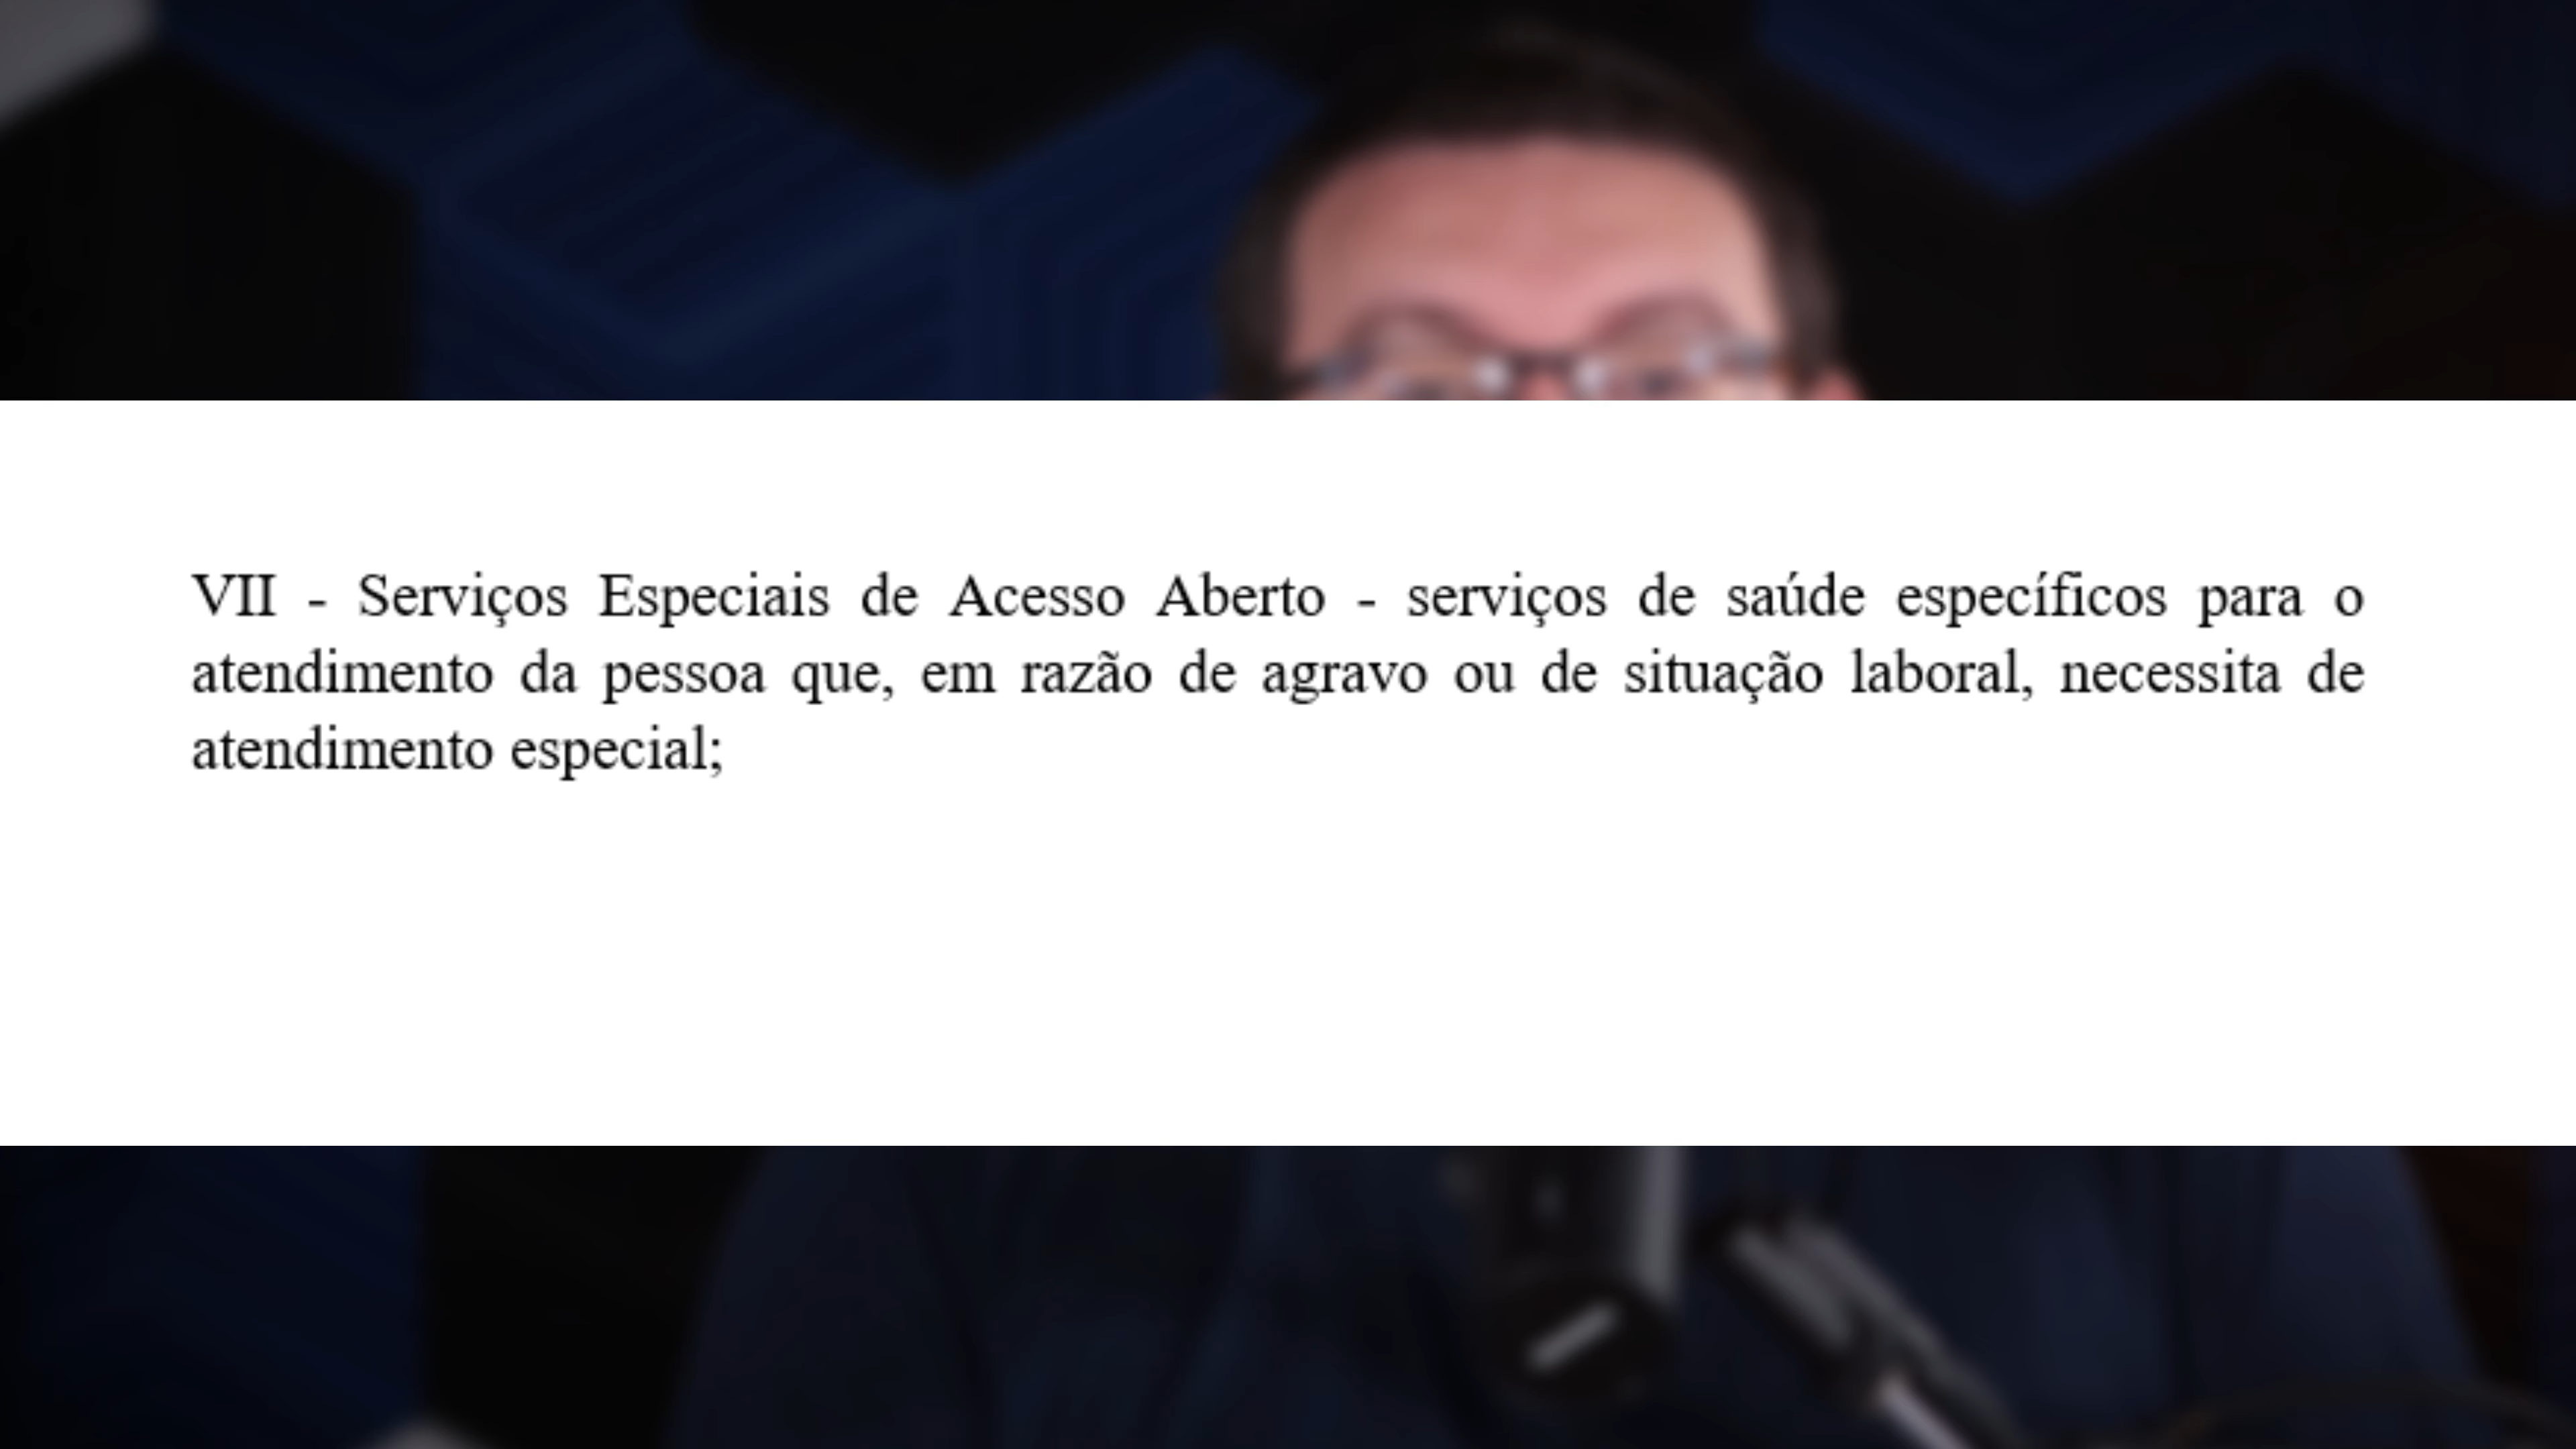 VII - Serviços Especiais de Acesso Aberto - serviços de saúde específicos para o
atendimento da pessoa que, em razão de agravo ou de situação laboral, necessita de
atendimento especial;